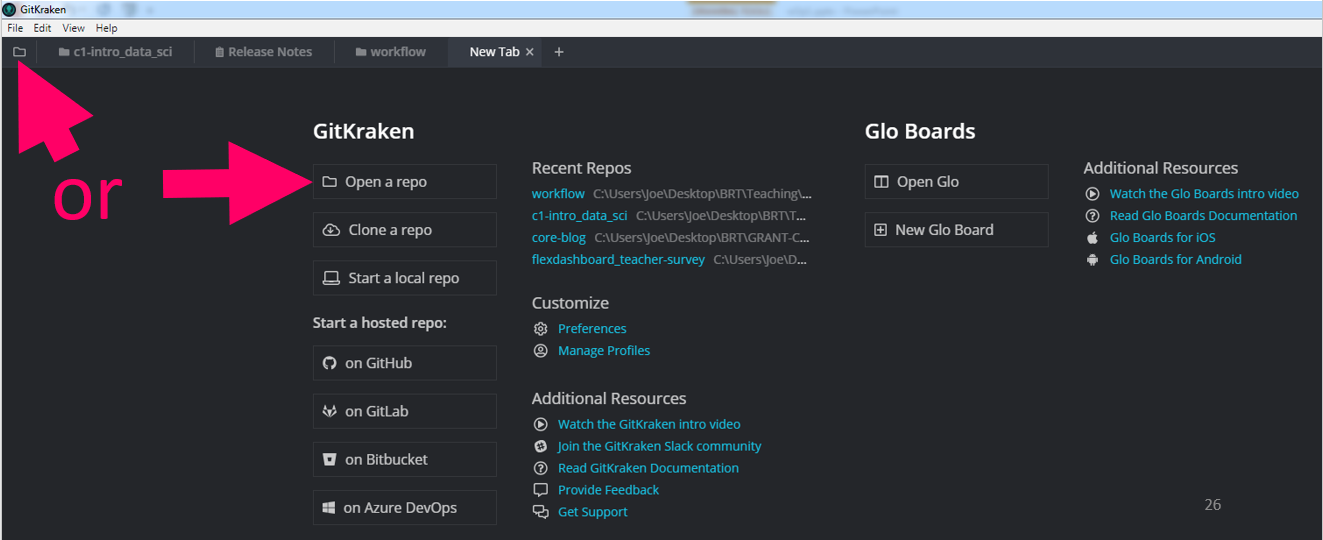 GitKraken
File Edit View Help
c1-intro_data_sci Release Notes workflow New Tab × +
or
GitKraken
Open a repo
Clone a repo
Start a local repo
Start a hosted repo:
on GitHub
on GitLab
on Bitbucket
on Azure DevOps
Recent Repos
workflow C:\Users\Joe\Desktop\BRT\Teaching\...
c1-intro_data_sci C:\Users\Joe\Desktop\BRT\T...
core-blog C:\Users\Joe\Desktop\BRT\GRANT-C...
flexdashboard_teacher-survey C:\Users\Joe\D...
Customize
Preferences
Manage Profiles
Additional Resources
Watch the GitKraken intro video
Join the GitKraken Slack community
Read GitKraken Documentation
Provide Feedback
Get Support
Glo Boards
Open Glo
New Glo Board
Additional Resources
Watch the Glo Boards intro video
Read Glo Boards Documentation
Glo Boards for iOS
Glo Boards for Android
26